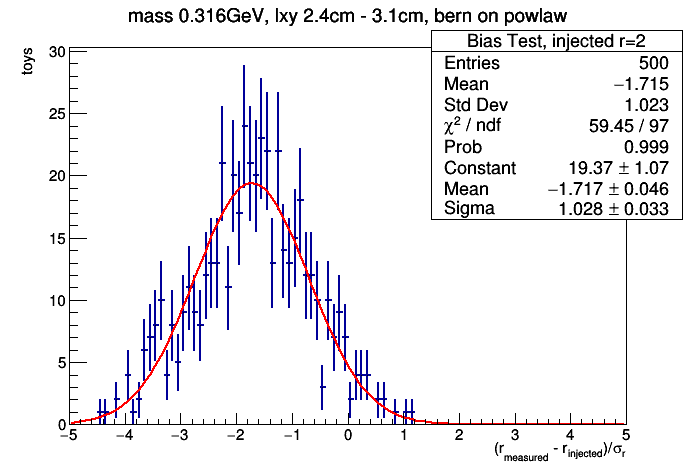 mass 0.316GeV, lxy 2.4cm - 3.1cm, bern on powlaw
Bias Test, injected r=2
Entries 500
Mean −1.715
Std Dev 1.023
χ² / ndf 59.45 / 97
Prob 0.999
Constant 19.37 ± 1.07
Mean −1.717 ± 0.046
Sigma 1.028 ± 0.033
toys
30
25
20
15
10
5
0
−5 −4 −3 −2 −1 0 1 2 3 4 5
(r_measured - r_injected)/σ_r